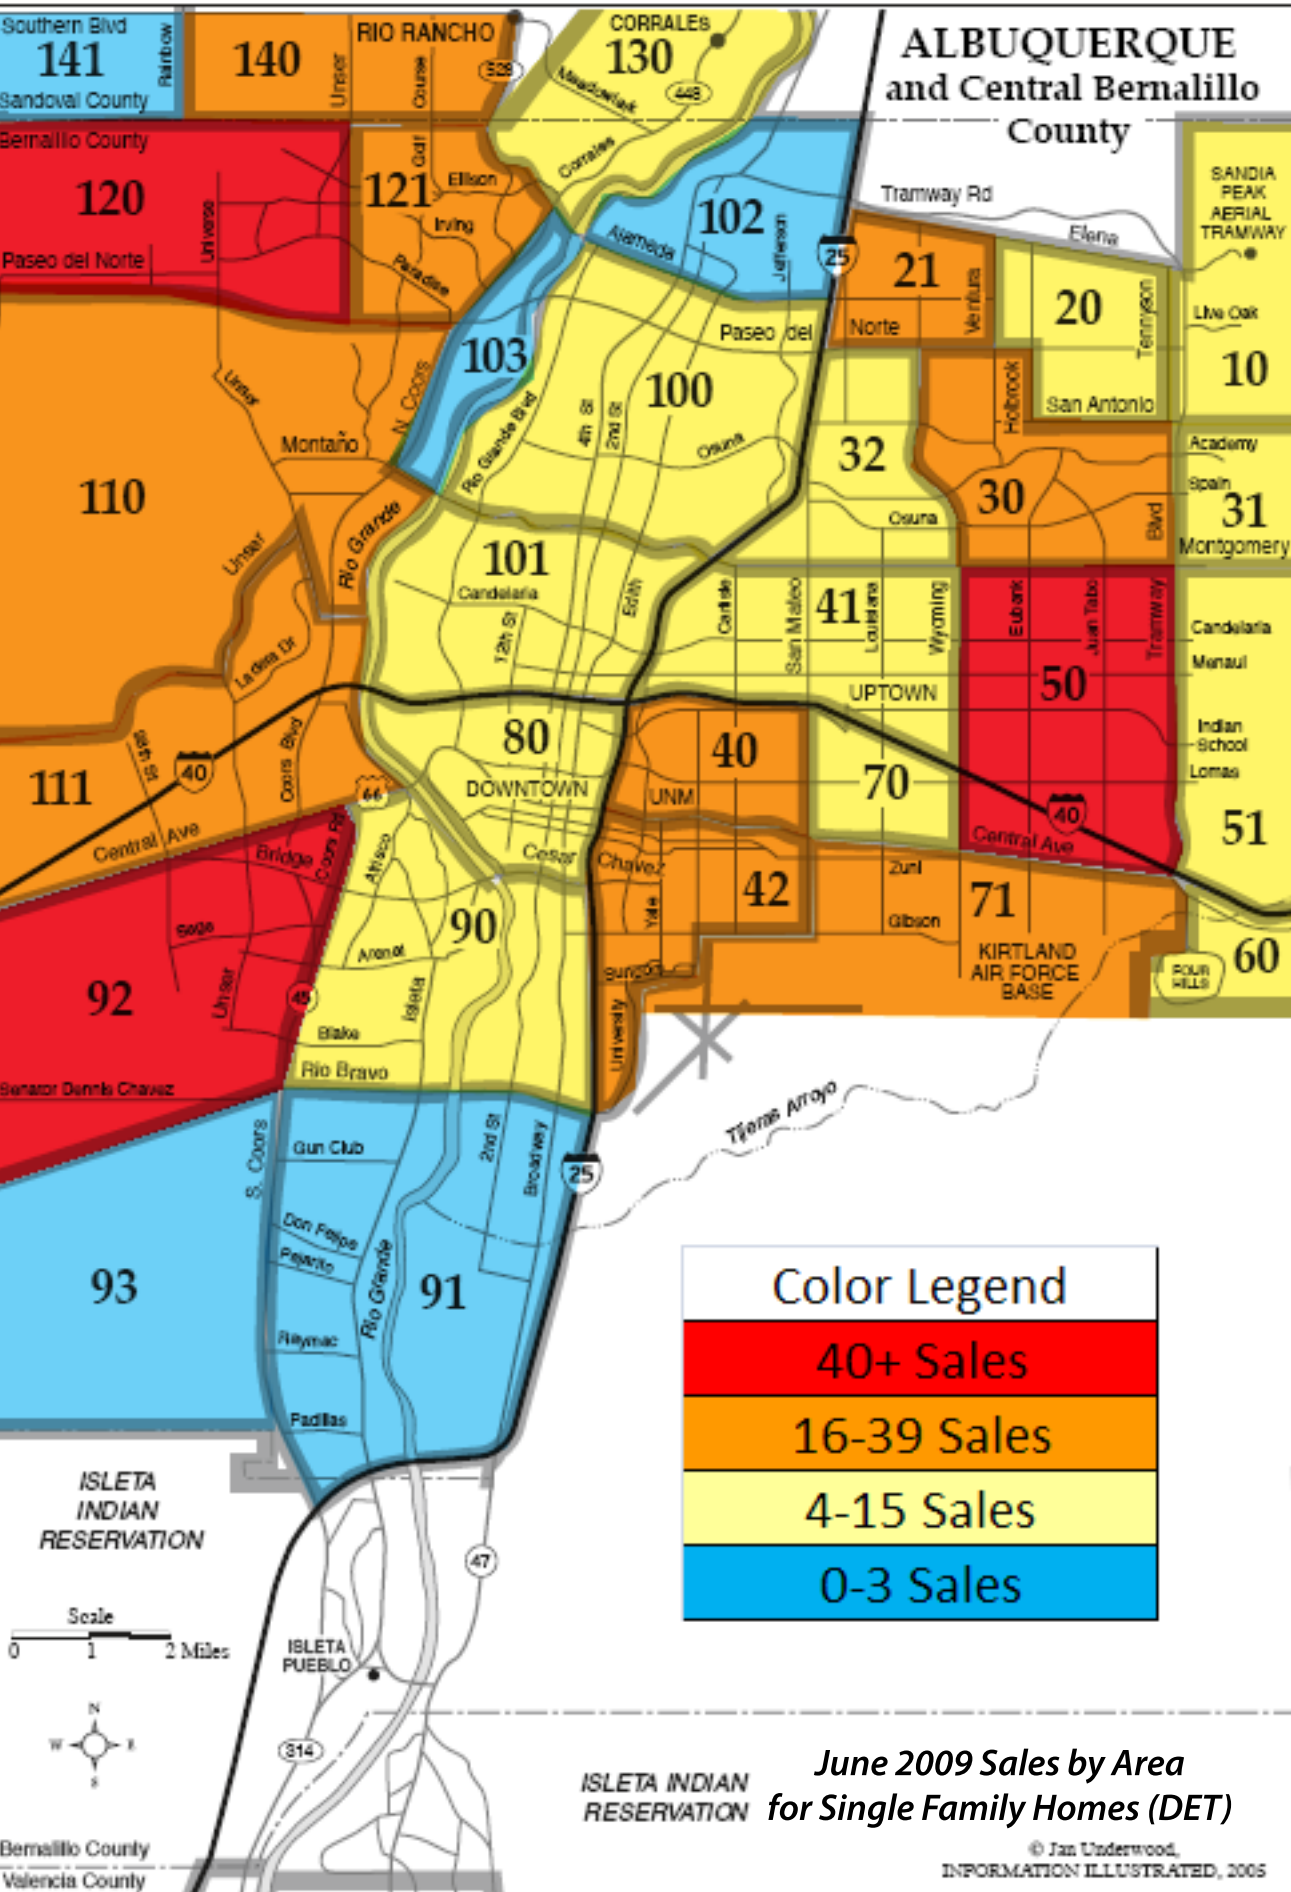 Southern Blvd
141
Rainbow
Sandoval County
140
Unser
RIO RANCHO
Golf Course
528
CORRALES
130
Meadowlark
448
Corrales
ALBUQUERQUE
and Central Bernalillo
County
Bernalillo County
120
Universe
Paseo del Norte
121
Ellison
Irving
Paradise
102
Alameda
Jefferson
Tramway Rd
Elena
25
21
Ventura
Norte
20
Tennyson
San Antonio
SANDIA
PEAK
AERIAL
TRAMWAY
Live Oak
10
103
N. Coors
Paseo del
100
4th St
2nd St
Rio Grande Blvd
Osuna
Unser
Montaño
110
Unser
Rio Grande
32
Osuna
Holbrook
30
Blvd
Academy
Spain
31
Montgomery
101
Candelaria
12th St
Edith
Carlisle
San Mateo
41
Louisiana
Wyoming
UPTOWN
Eubank
Juan Tabo
Tramway
50
Candelaria
Menaul
Indian
School
Lomas
51
Ladera Dr
98th St
40
Coors Blvd
111
Central Ave
66
80
DOWNTOWN
40
UNM
70
40
Central Ave
Bridge
Coors Rd
Atrisco
Cesar
Chavez
Yale
42
Zuni
Gibson
71
KIRTLAND
AIR FORCE
BASE
FOUR
HILLS
60
Sage
92
Unser
45
90
Arenal
Isleta
Blake
Rio Bravo
Sunport
University
Senator Dennis Chavez
Tijeras Arroyo
S. Coors
Gun Club
2nd St
Broadway
25
Don Felipe
Pajarito
Rio Grande
93
91
Raymac
Padillas
Color Legend
40+ Sales
16-39 Sales
4-15 Sales
0-3 Sales
ISLETA
INDIAN
RESERVATION
47
Scale
0 1 2 Miles
ISLETA
PUEBLO
N
W E
S
314
ISLETA INDIAN
RESERVATION
June 2009 Sales by Area
for Single Family Homes (DET)
© Jan Underwood,
INFORMATION ILLUSTRATED, 2005
Bernalillo County
Valencia County